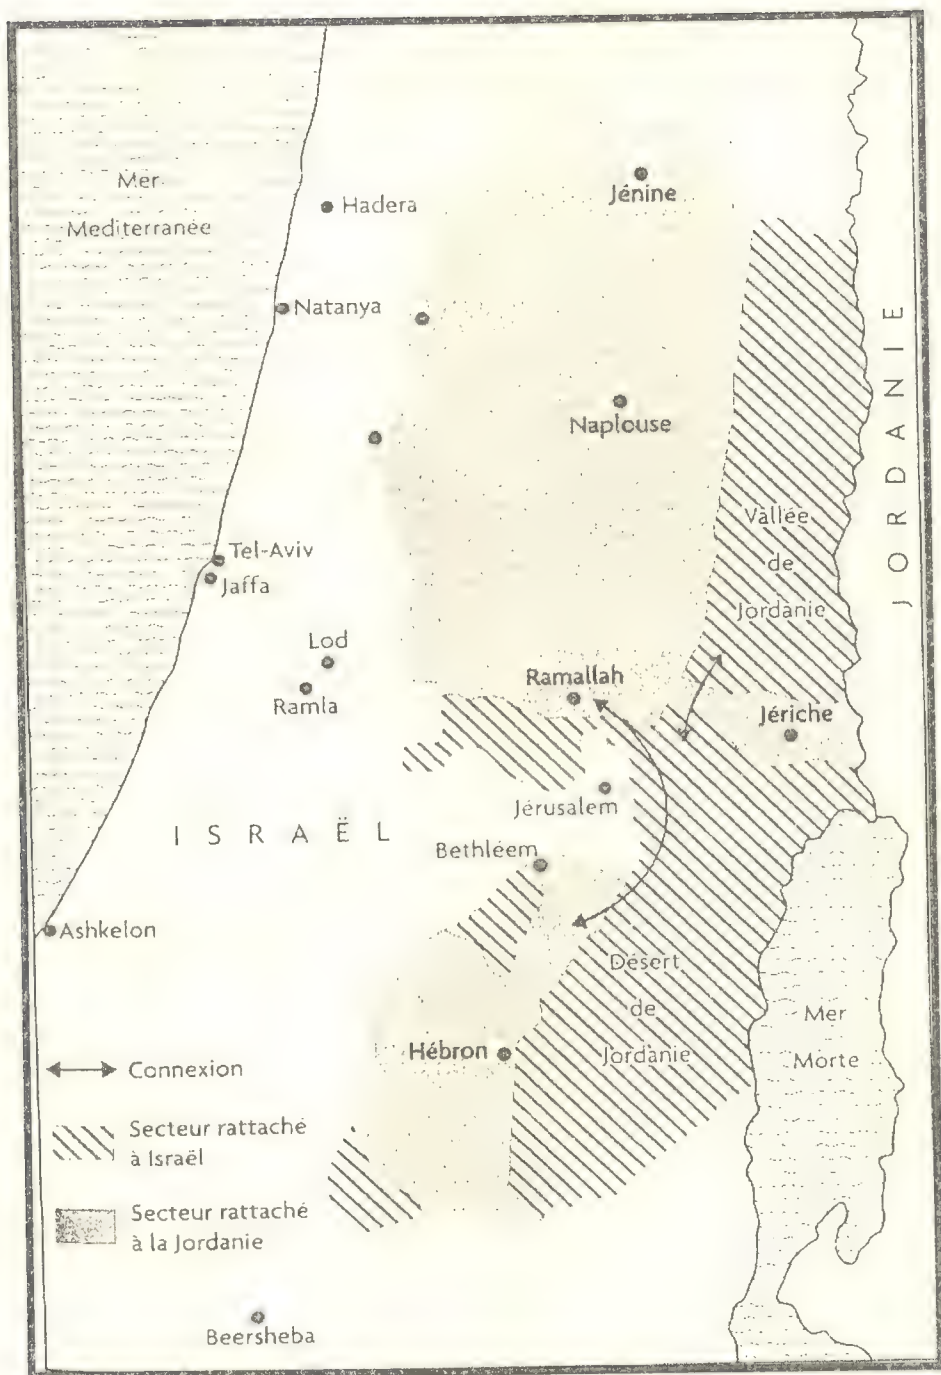 Mer
Mediterranée
Hadera
Jénine
Natanya
Naplouse
JORDANIE
Tel-Aviv
Jaffa
Vallée
de
Jordanie
Lod
Ramla
Ramallah
Jériche
Jérusalem
ISRAËL
Bethléem
Ashkelon
Désert
de
Jordanie
Mer
Morte
Hébron
Connexion
Secteur rattaché
à Israël
Secteur rattaché
à la Jordanie
Beersheba